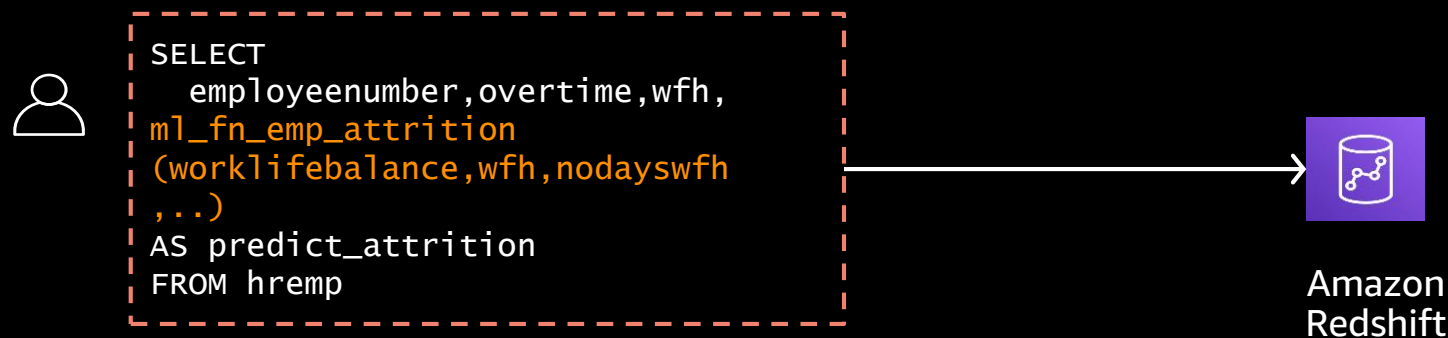 SELECT
employeenumber,overtime,wfh,
ml_fn_emp_attrition
(worklifebalance,wfh,nodayswfh
,..)
AS predict_attrition
FROM hremp
Amazon
Redshift